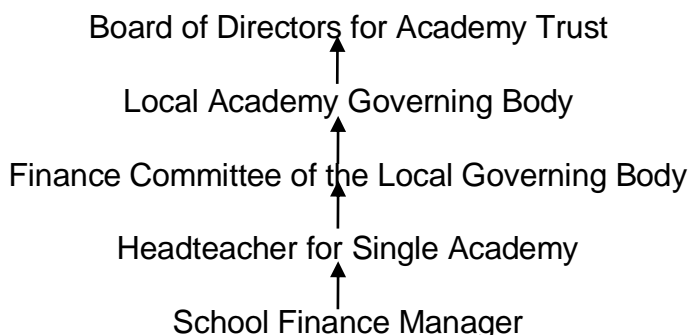 Board of Directors for Academy Trust
Local Academy Governing Body
Finance Committee of the Local Governing Body
Headteacher for Single Academy
School Finance Manager